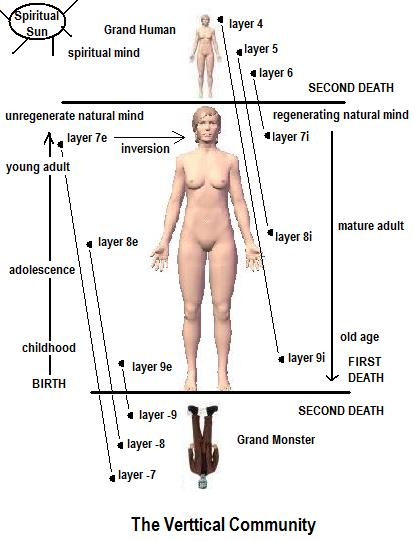 Spiritual
Sun
Grand Human
layer 4
spiritual mind
layer 5
layer 6
SECOND DEATH
unregenerate natural mind
regenerating natural mind
layer 7e
layer 7i
inversion
young adult
mature adult
layer 8e
layer 8i
adolescence
childhood
old age
layer 9e
layer 9i
FIRST
DEATH
BIRTH
SECOND DEATH
layer -9
Grand Monster
layer -8
layer -7
The Verttical Community